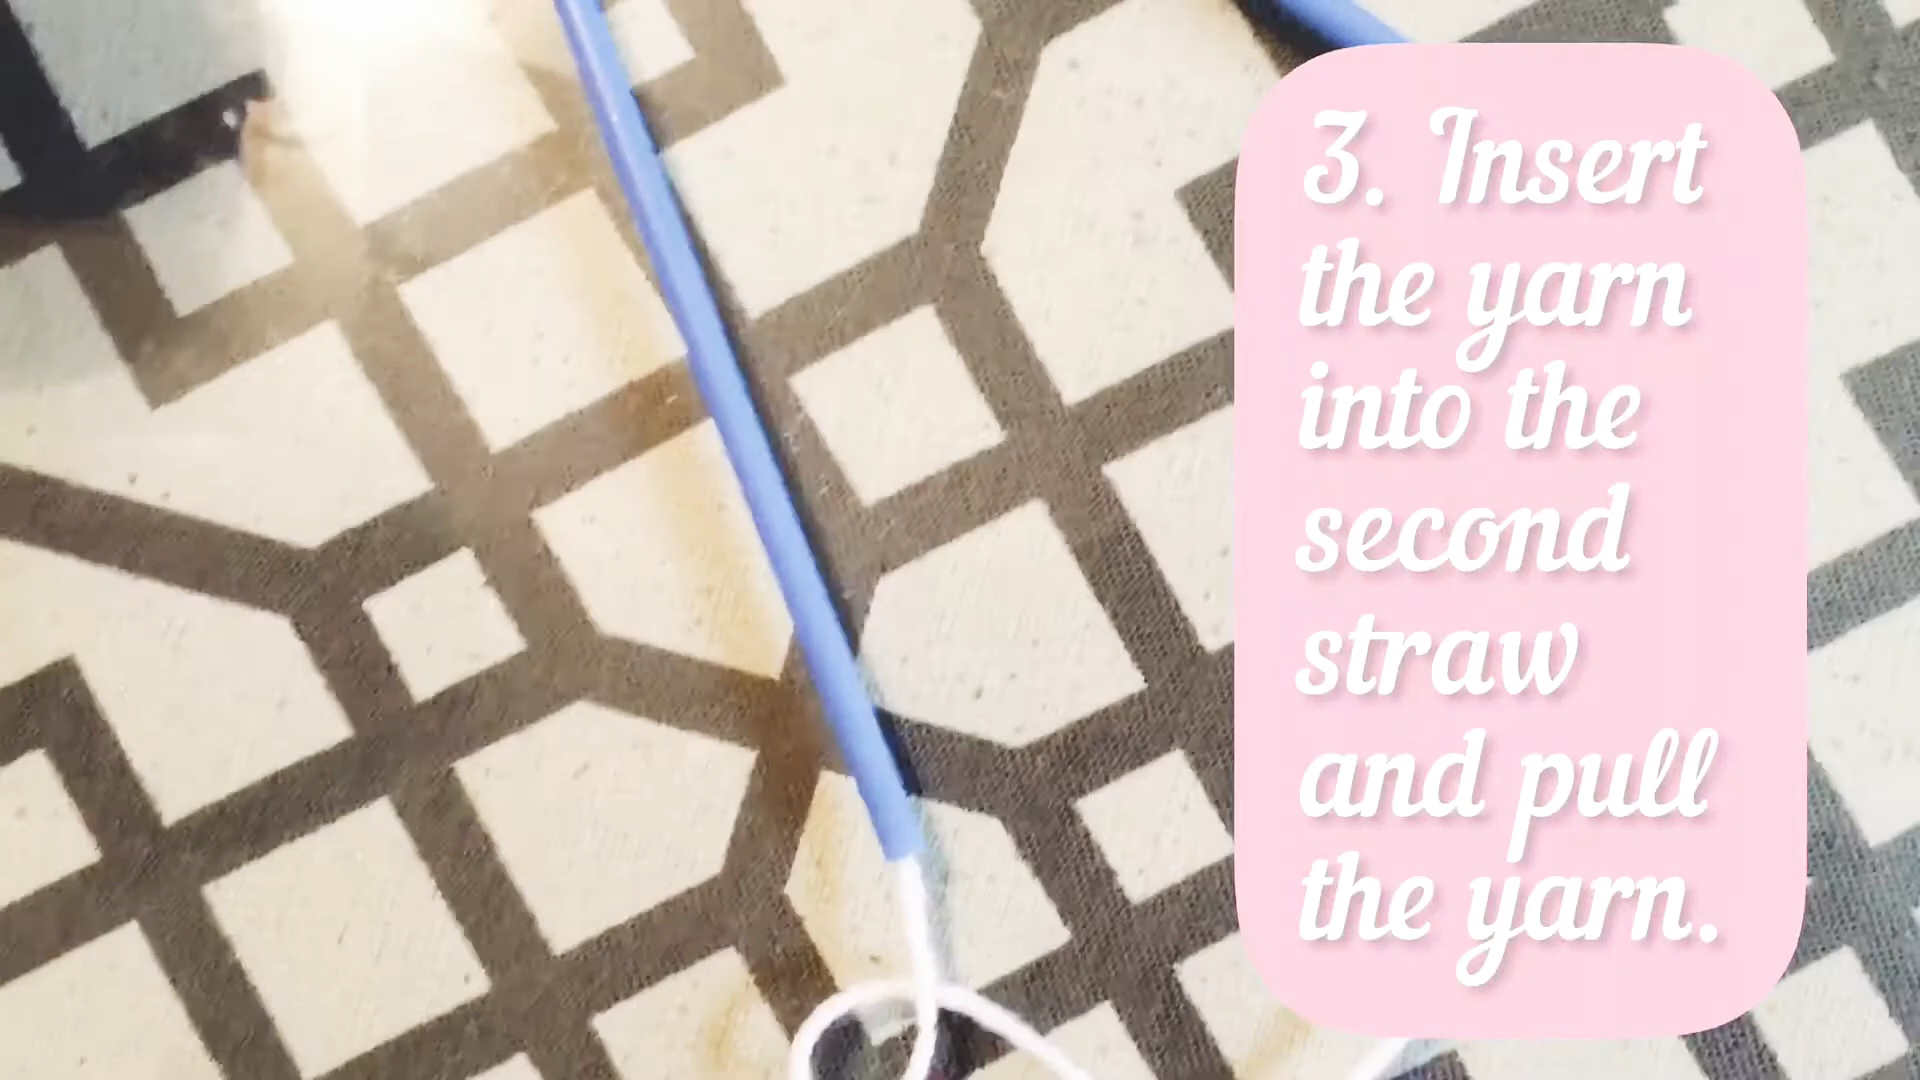 3. Insert
the yarn
into the
second
straw
and pull
the yarn.